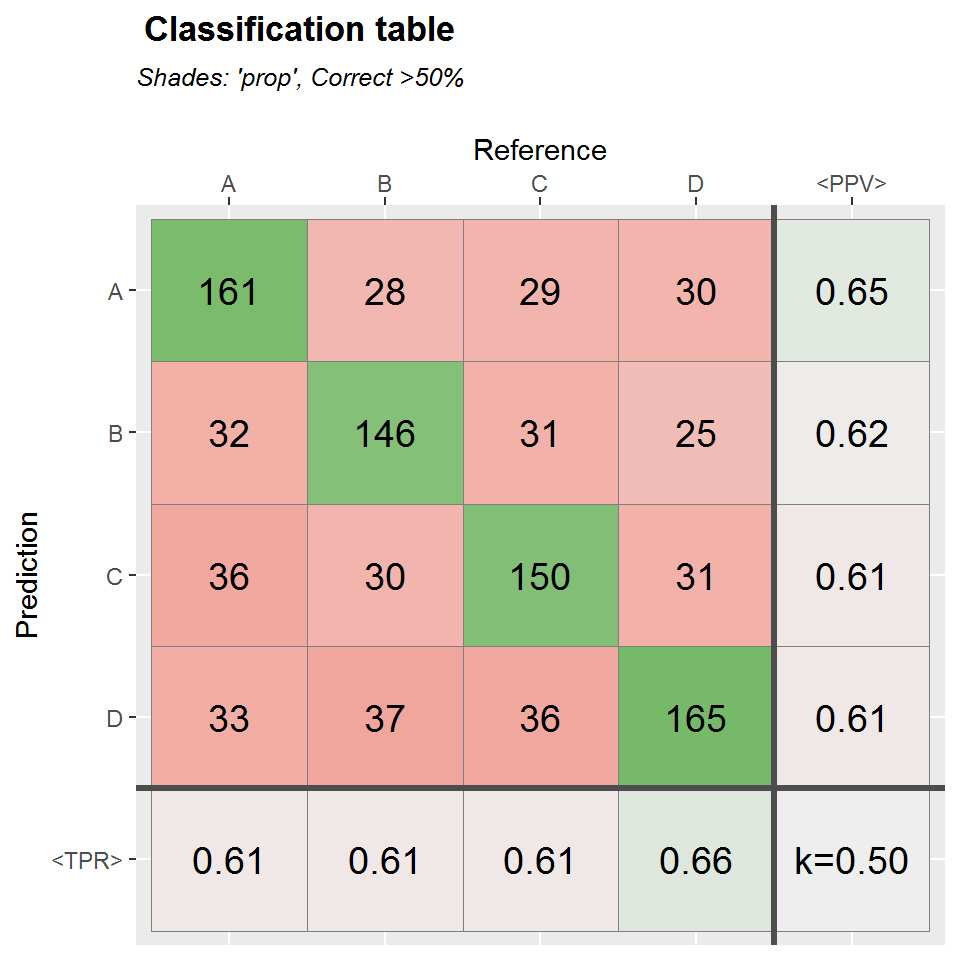 Classification table
Shades: 'prop', Correct >50%
Reference
A B C D <PPV>
A 161 28 29 30 0.65
B 32 146 31 25 0.62
Prediction
C 36 30 150 31 0.61
D 33 37 36 165 0.61
<TPR> 0.61 0.61 0.61 0.66 k=0.50